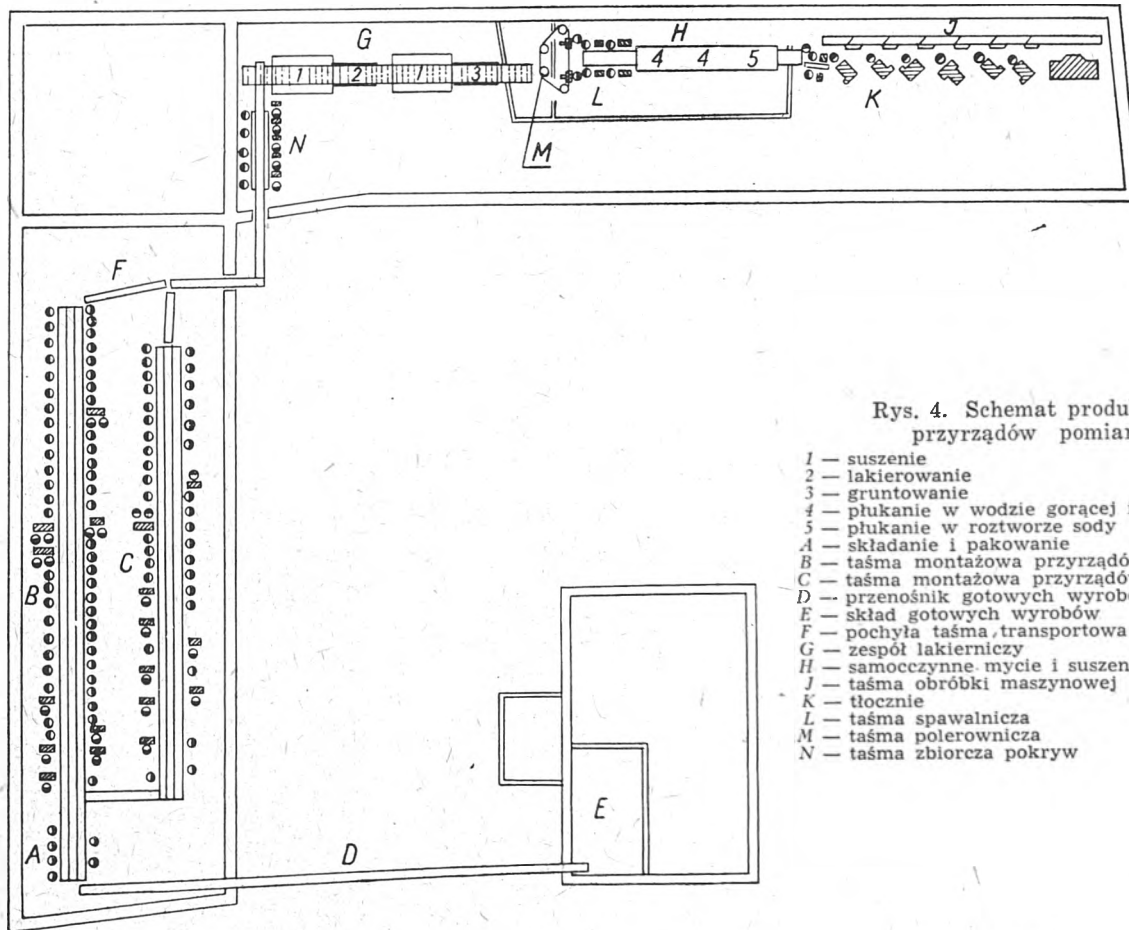 G
H
J
1 2 1 3
4 4 5
L
K
N
M
F
C
B
A
D
E
Rys. 4. Schemat produ
przyrządów pomiar
1 — suszenie
2 — lakierowanie
3 — gruntowanie
4 — płukanie w wodzie gorącej
5 — płukanie w roztworze sody
A — składanie i pakowanie
B — taśma montażowa przyrządó
C — taśma montażowa przyrządó
D — przenośnik gotowych wyrobó
E — skład gotowych wyrobów
F — pochyła taśma transportowa
G — zespół lakierniczy
H — samoczynne mycie i suszen
J — taśma obróbki maszynowej
K — tłocznie
L — taśma spawalnicza
M — taśma polerownicza
N — taśma zbiorcza pokryw